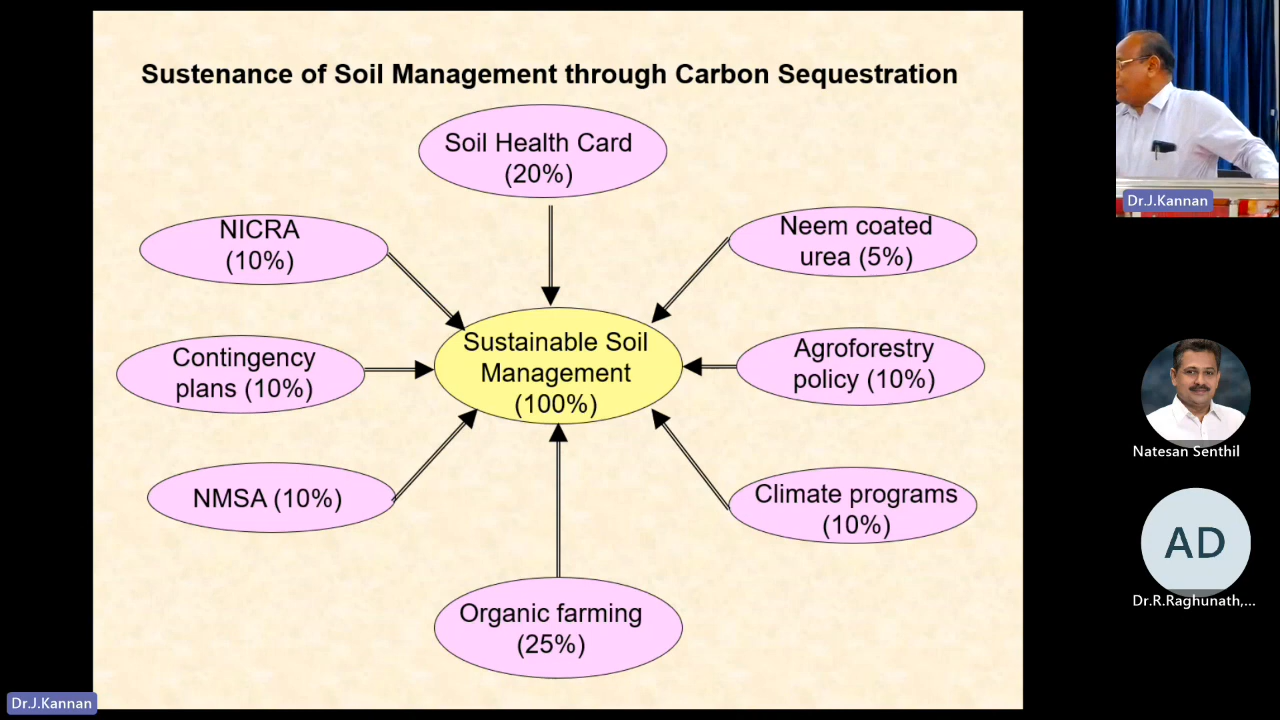 Sustenance of Soil Management through Carbon Sequestration
Soil Health Card
(20%)
NICRA
(10%)
Neem coated
urea (5%)
Contingency
plans (10%)
Sustainable Soil
Management
(100%)
Agroforestry
policy (10%)
NMSA (10%)
Climate programs
(10%)
Organic farming
(25%)
Dr.J.Kannan
Dr.J.Kannan
Natesan Senthil
AD
Dr.R.Raghunath,...